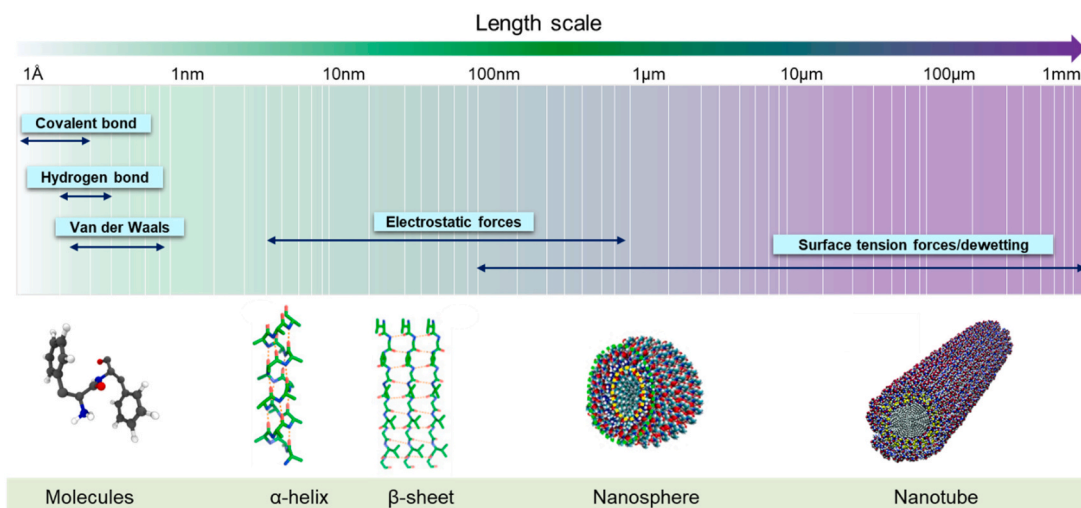 Length scale
1Å 1nm 10nm 100nm 1μm 10μm 100μm 1mm
Covalent bond
Hydrogen bond
Van der Waals
Electrostatic forces
Surface tension forces/dewetting
Molecules α-helix β-sheet Nanosphere Nanotube